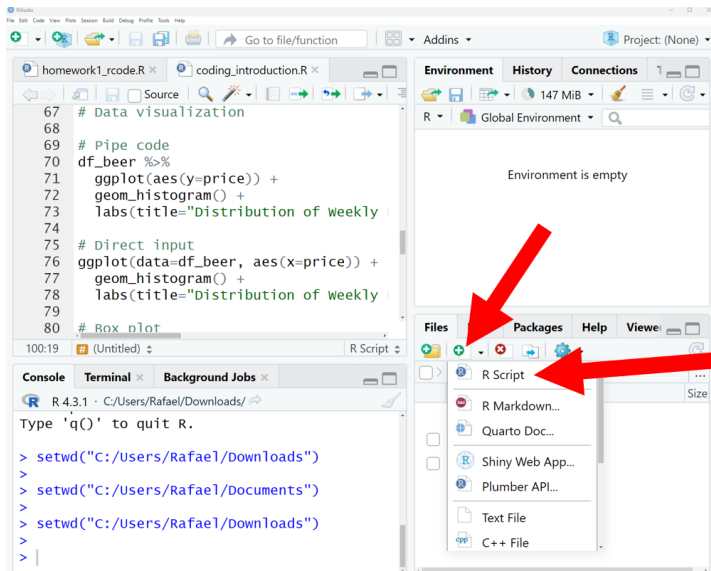 RStudio
File Edit Code View Plots Session Build Debug Profile Tools Help
Go to file/function
Addins
Project: (None)
homework1_rcode.R
coding_introduction.R
Source
67 # Data visualization
68
69 # Pipe code
70 df_beer %>%
71 ggplot(aes(y=price)) +
72 geom_histogram() +
73 labs(title="Distribution of Weekly
74
75 # Direct input
76 ggplot(data=df_beer, aes(x=price)) +
77 geom_histogram() +
78 labs(title="Distribution of Weekly
79
80 # Box plot
100:19 # (Untitled) R Script
Console Terminal Background Jobs
R 4.3.1 · C:/Users/Rafael/Downloads/
Type 'q()' to quit R.
> setwd("C:/Users/Rafael/Downloads")
>
> setwd("C:/Users/Rafael/Documents")
>
> setwd("C:/Users/Rafael/Downloads")
>
>
Environment History Connections
147 MiB
R Global Environment
Environment is empty
Files Packages Help Viewer
Size
R Script
R Markdown...
Quarto Doc...
Shiny Web App...
Plumber API...
Text File
C++ File